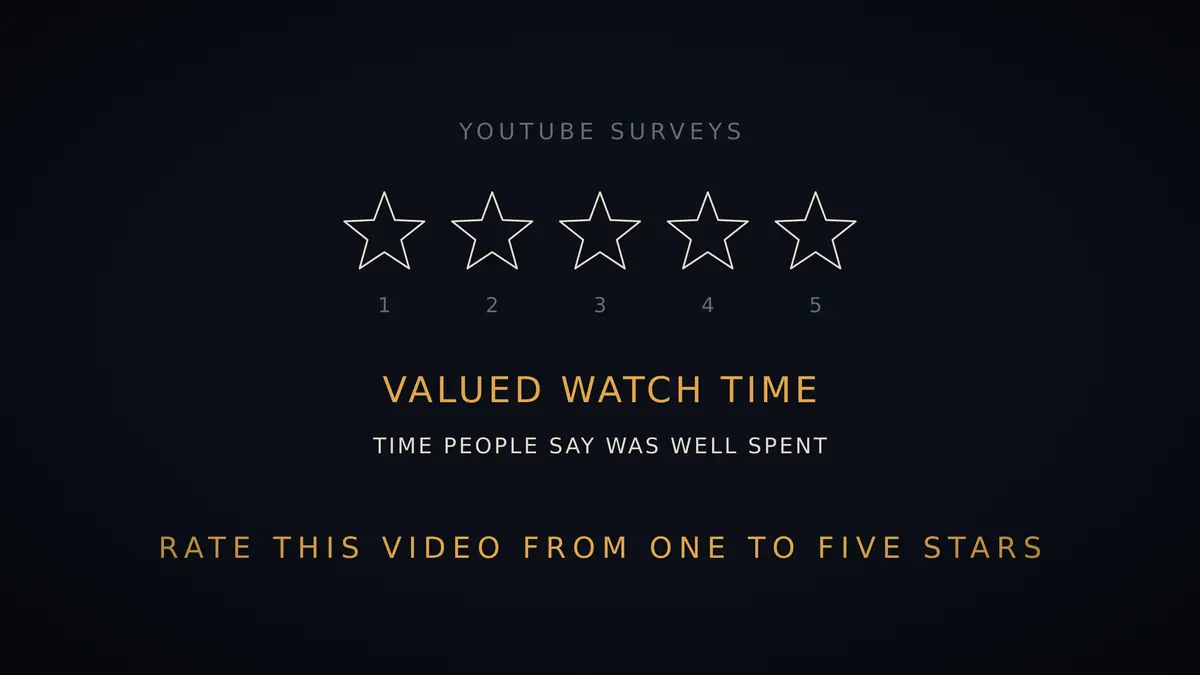 YOUTUBE SURVEYS
1 2 3 4 5
VALUED WATCH TIME
TIME PEOPLE SAY WAS WELL SPENT
RATE THIS VIDEO FROM ONE TO FIVE STARS